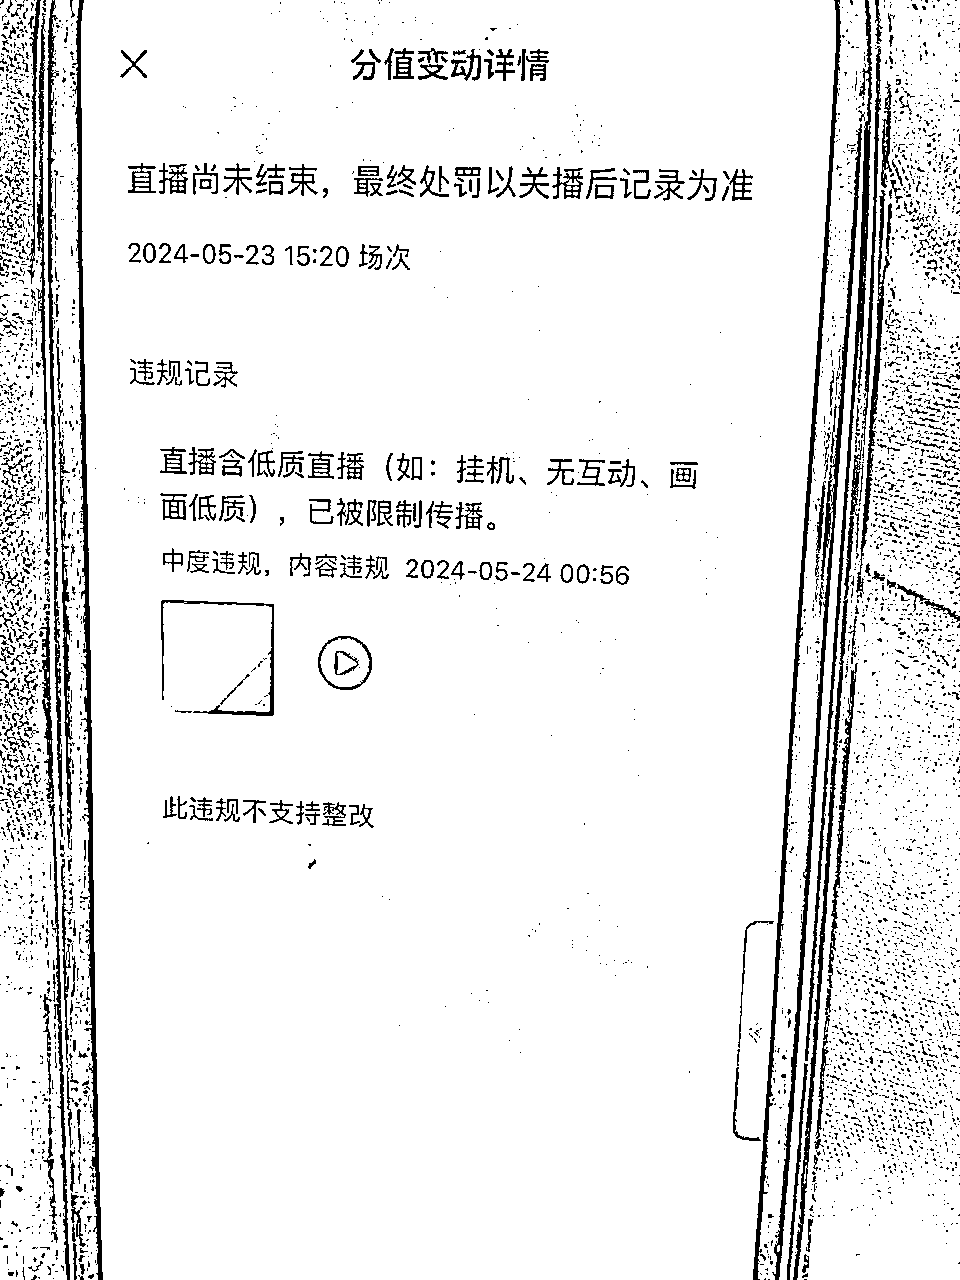 分值变动详情
直播尚未结束，最终处罚以关播后记录为准
2024-05-23 15:20 场次
违规记录
直播含低质直播（如：挂机、无互动、画
面低质），已被限制传播。
中度违规，内容违规 2024-05-24 00:56
此违规不支持整改